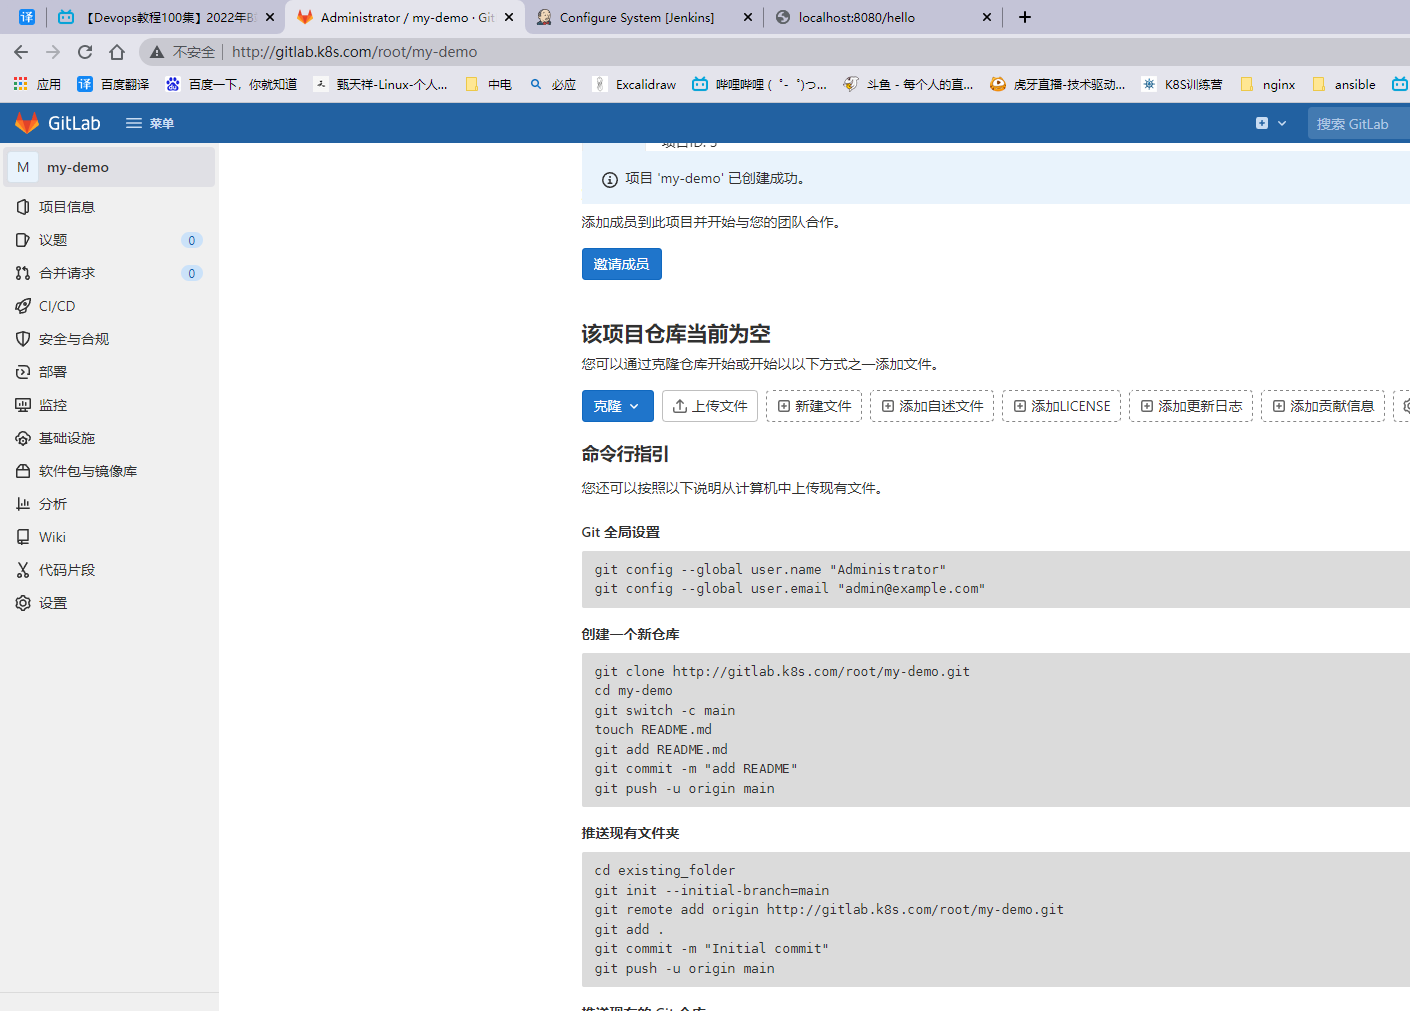 译
【Devops教程100集】2022年B
Administrator / my-demo · Git
Configure System [Jenkins]
localhost:8080/hello
不安全
http://gitlab.k8s.com/root/my-demo
应用
译 百度翻译
百度一下，你就知道
甄天祥-Linux-个人...
中电
必应
Excalidraw
哔哩哔哩 ( ゜- ゜)つ...
斗鱼 - 每个人的直...
虎牙直播-技术驱动...
K8S训练营
nginx
ansible
GitLab
菜单
搜索 GitLab
M my-demo
项目信息
议题 0
合并请求 0
CI/CD
安全与合规
部署
监控
基础设施
软件包与镜像库
分析
Wiki
代码片段
设置
项目 'my-demo' 已创建成功。
添加成员到此项目并开始与您的团队合作。
邀请成员
该项目仓库当前为空
您可以通过克隆仓库开始或开始以以下方式之一添加文件。
克隆
上传文件
新建文件
添加自述文件
添加LICENSE
添加更新日志
添加贡献信息
命令行指引
您还可以按照以下说明从计算机中上传现有文件。
Git 全局设置
git config --global user.name "Administrator"
git config --global user.email "admin@example.com"
创建一个新仓库
git clone http://gitlab.k8s.com/root/my-demo.git
cd my-demo
git switch -c main
touch README.md
git add README.md
git commit -m "add README"
git push -u origin main
推送现有文件夹
cd existing_folder
git init --initial-branch=main
git remote add origin http://gitlab.k8s.com/root/my-demo.git
git add .
git commit -m "Initial commit"
git push -u origin main